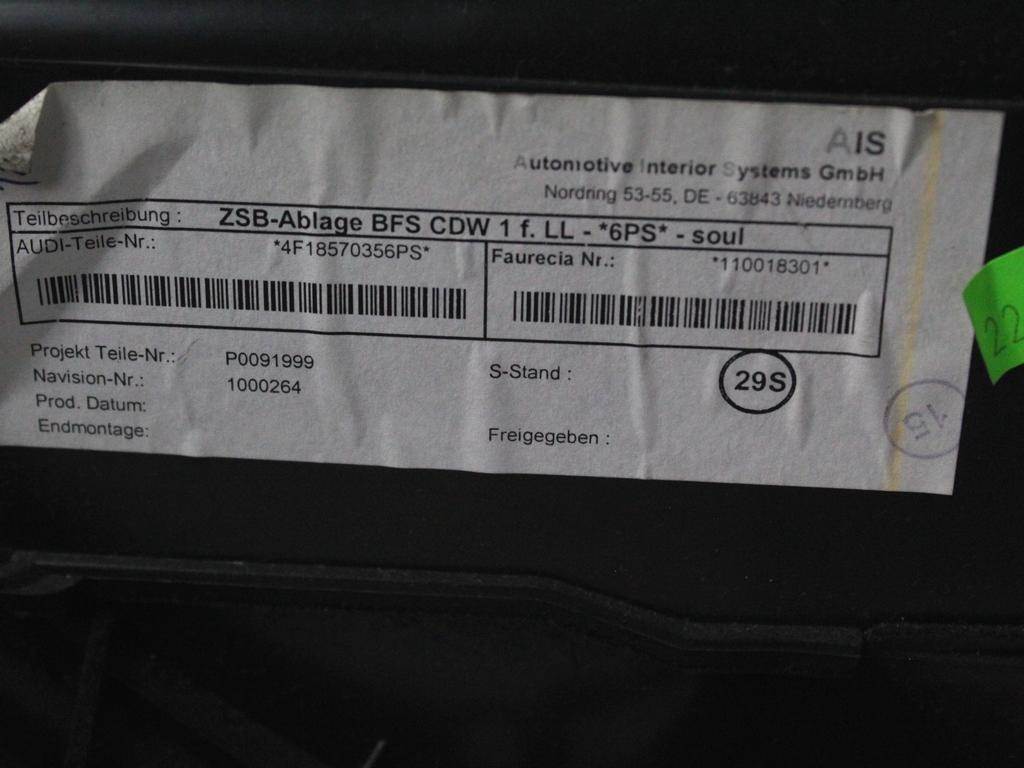 AIS
Automotive Interior Systems GmbH
Nordring 53-55, DE - 63843 Niedernberg
Teilbeschreibung : ZSB-Ablage BFS CDW 1 f. LL - *6PS* - soul
AUDI-Teile-Nr.: *4F18570356PS*
Faurecia Nr.: *110018301*
Projekt Teile-Nr.: P0091999
Navision-Nr.: 1000264
Prod. Datum:
Endmontage:
S-Stand : 29S
Freigegeben :
15
22